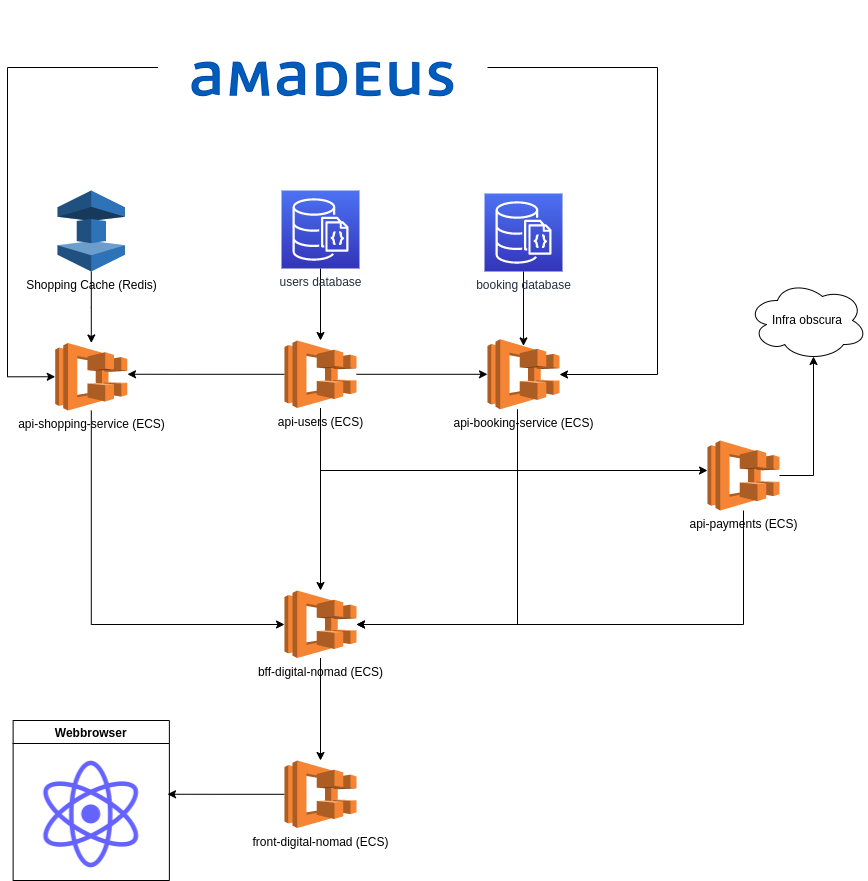 amadeus
Shopping Cache (Redis)
users database
booking database
Infra obscura
api-shopping-service (ECS)
api-users (ECS)
api-booking-service (ECS)
api-payments (ECS)
bff-digital-nomad (ECS)
Webbrowser
front-digital-nomad (ECS)